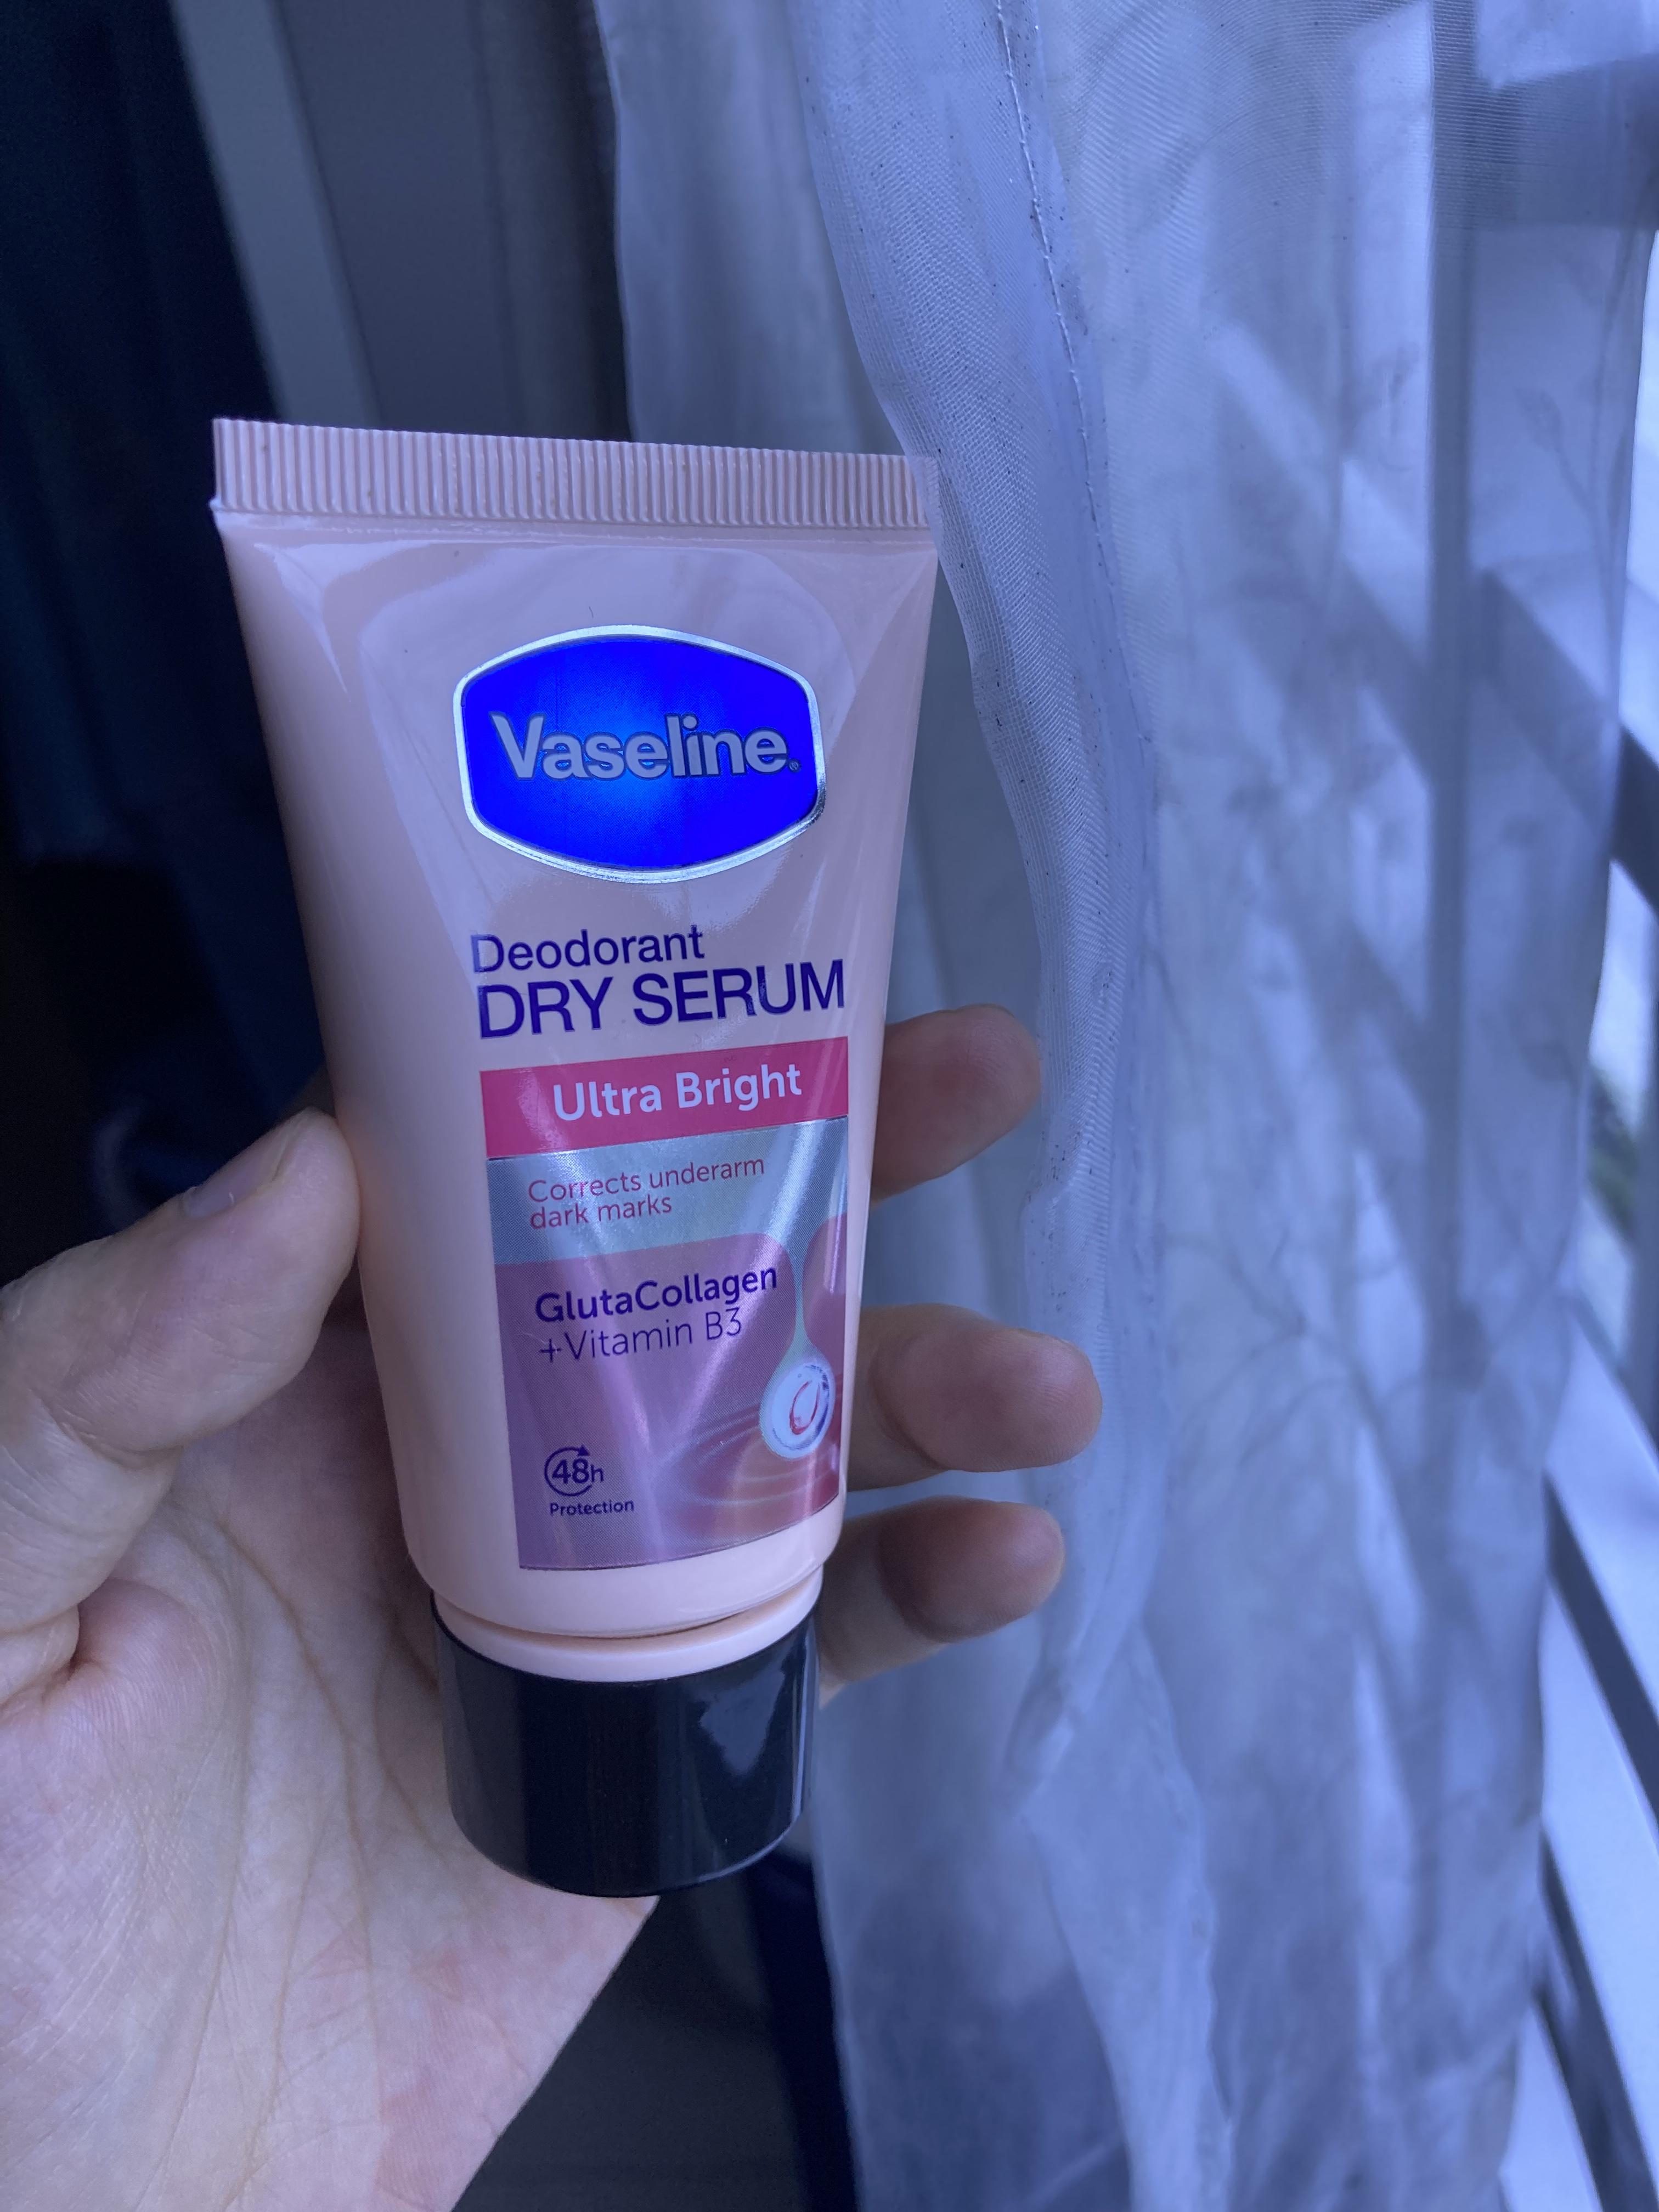 Vaseline®
Deodorant
DRY SERUM
Ultra Bright
Corrects underarm
dark marks
GlutaCollagen
+Vitamin B3
48h
Protection